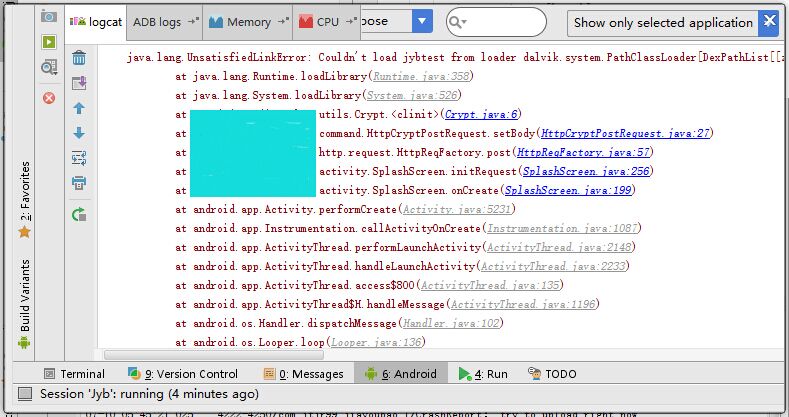 logcat ADB logs Memory CPU Show only selected application
java.lang.UnsatisfiedLinkError: Couldn't load jybtest from loader dalvik.system.PathClassLoader[DexPathList[[
at java.lang.Runtime.loadLibrary(Runtime.java:358)
at java.lang.System.loadLibrary(System.java:526)
at utils.Crypt.<clinit>(Crypt.java:6)
at command.HttpCryptPostRequest.setBody(HttpCryptPostRequest.java:27)
at http.request.HttpReqFactory.post(HttpReqFactory.java:57)
at activity.SplashScreen.initRequest(SplashScreen.java:256)
at activity.SplashScreen.onCreate(SplashScreen.java:199)
at android.app.Activity.performCreate(Activity.java:5231)
at android.app.Instrumentation.callActivityOnCreate(Instrumentation.java:1087)
at android.app.ActivityThread.performLaunchActivity(ActivityThread.java:2148)
at android.app.ActivityThread.handleLaunchActivity(ActivityThread.java:2233)
at android.app.ActivityThread.access$800(ActivityThread.java:135)
at android.app.ActivityThread$H.handleMessage(ActivityThread.java:1196)
at android.os.Handler.dispatchMessage(Handler.java:102)
at android.os.Looper.loop(Looper.java:136)
2: Favorites
Build Variants
Terminal 9: Version Control 0: Messages 6: Android 4: Run TODO
Session 'Jyb': running (4 minutes ago)